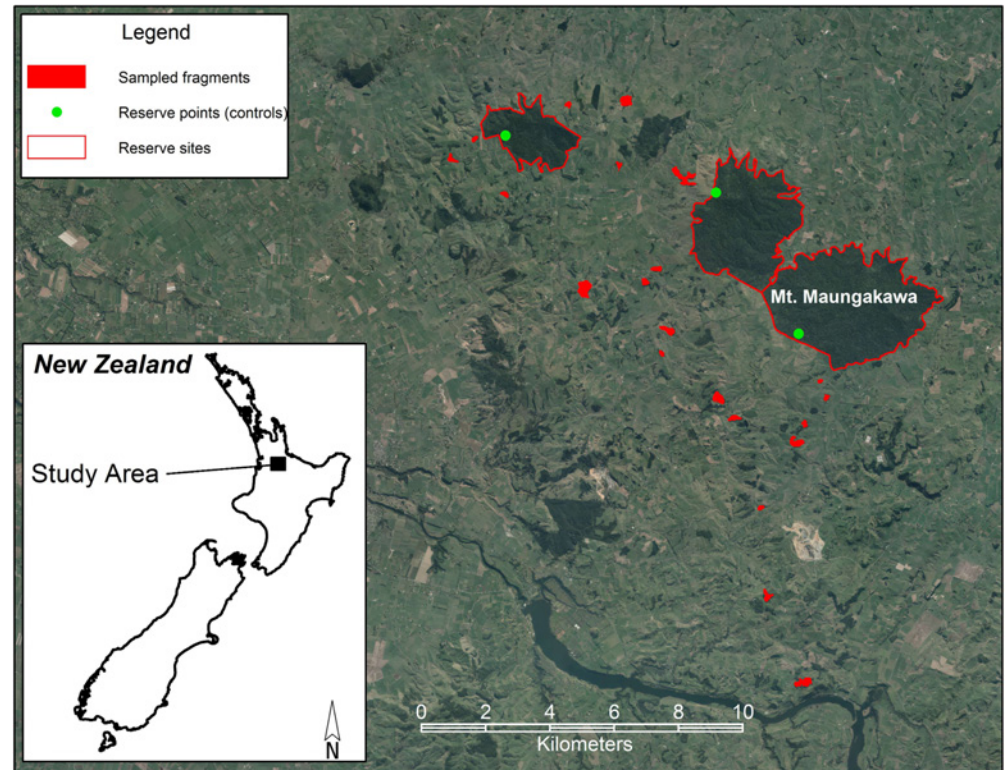 Legend
Sampled fragments
Reserve points (controls)
Reserve sites
Mt. Maungakawa
New Zealand
Study Area
N
0 2 4 6 8 10
Kilometers